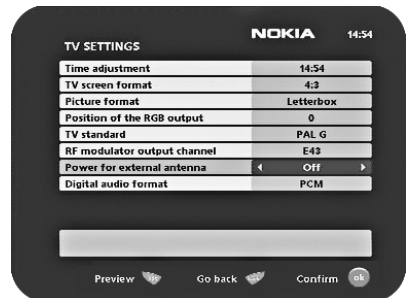 NOKIA 14:54
TV SETTINGS
Time adjustment 14:54
TV screen format 4:3
Picture format Letterbox
Position of the RGB output 0
TV standard PAL G
RF modulator output channel E43
Power for external antenna Off
Digital audio format PCM
Preview Go back Confirm ok